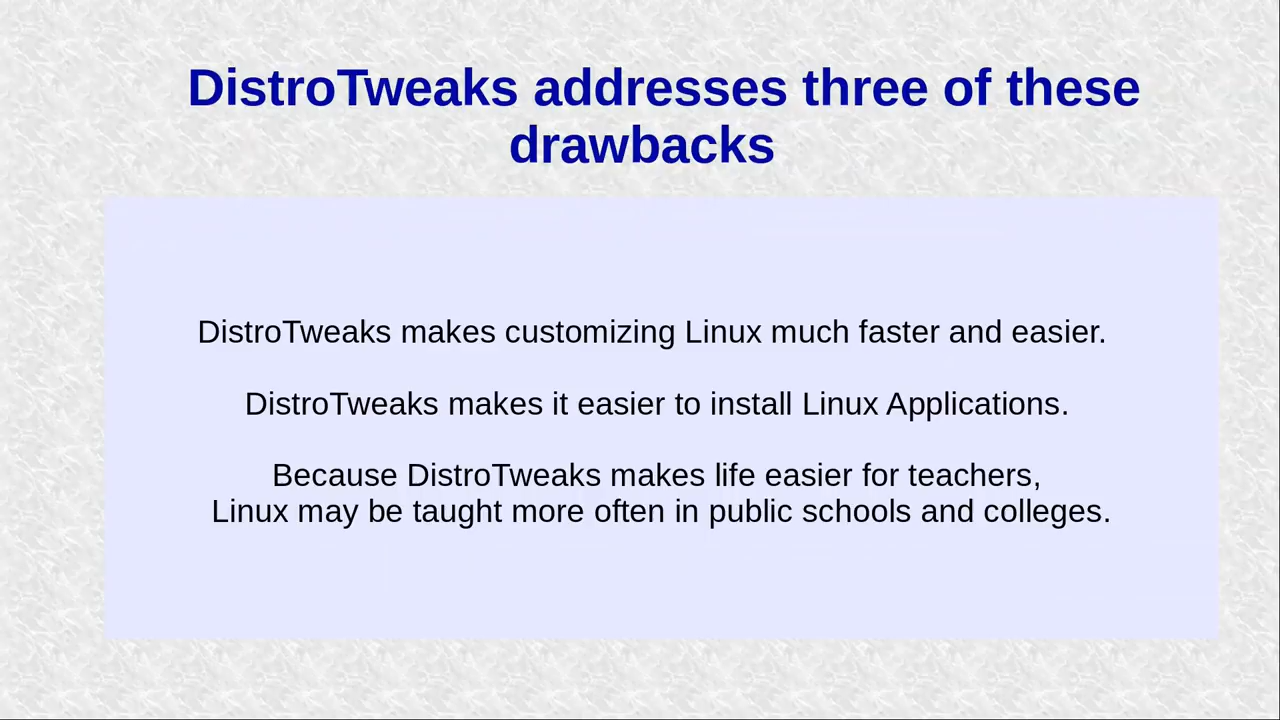 DistroTweaks addresses three of these
drawbacks
DistroTweaks makes customizing Linux much faster and easier.
DistroTweaks makes it easier to install Linux Applications.
Because DistroTweaks makes life easier for teachers,
Linux may be taught more often in public schools and colleges.